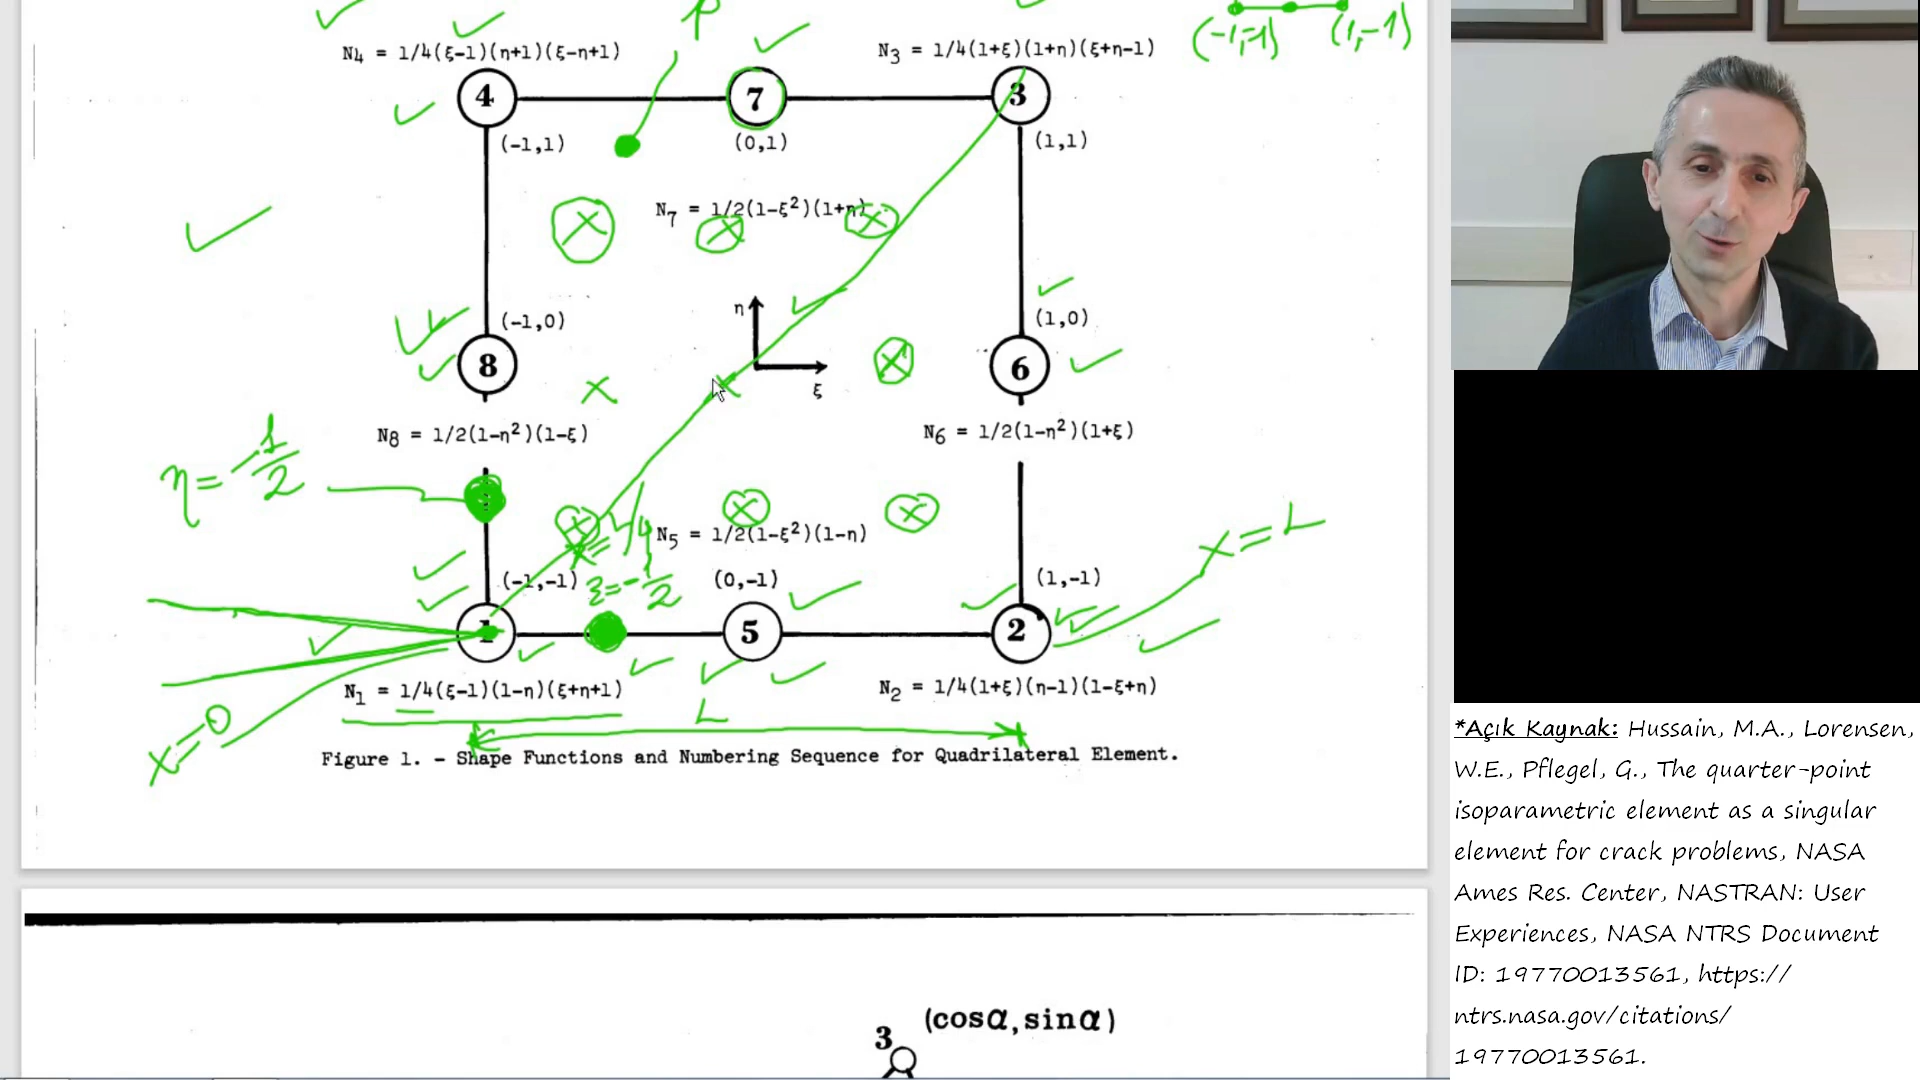 P
(-1,-1) (1,-1)
N4 = 1/4(ξ-1)(η+1)(ξ-η+1)
N3 = 1/4(1+ξ)(1+η)(ξ+η-1)
4
7
3
(-1,1)
(0,1)
(1,1)
N7 = 1/2(1-ξ²)(1+η)
η
ξ
(-1,0)
(1,0)
8
6
N8 = 1/2(1-η²)(1-ξ)
N6 = 1/2(1-η²)(1+ξ)
η = -1/2
N5 = 1/2(1-ξ²)(1-η)
x = L/4
ξ = -1/2
x = L
(-1,-1)
(0,-1)
(1,-1)
1
5
2
N1 = 1/4(ξ-1)(1-η)(ξ+η+1)
N2 = 1/4(1+ξ)(η-1)(1-ξ+η)
L
x = 0
Figure 1. - Shape Functions and Numbering Sequence for Quadrilateral Element.
(cosα,sinα)
3
*Açık Kaynak: Hussain, M.A., Lorensen,
W.E., Pflegel, G., The quarter-point
isoparametric element as a singular
element for crack problems, NASA
Ames Res. Center, NASTRAN: User
Experiences, NASA NTRS Document
ID: 19770013561, https://
ntrs.nasa.gov/citations/
19770013561.